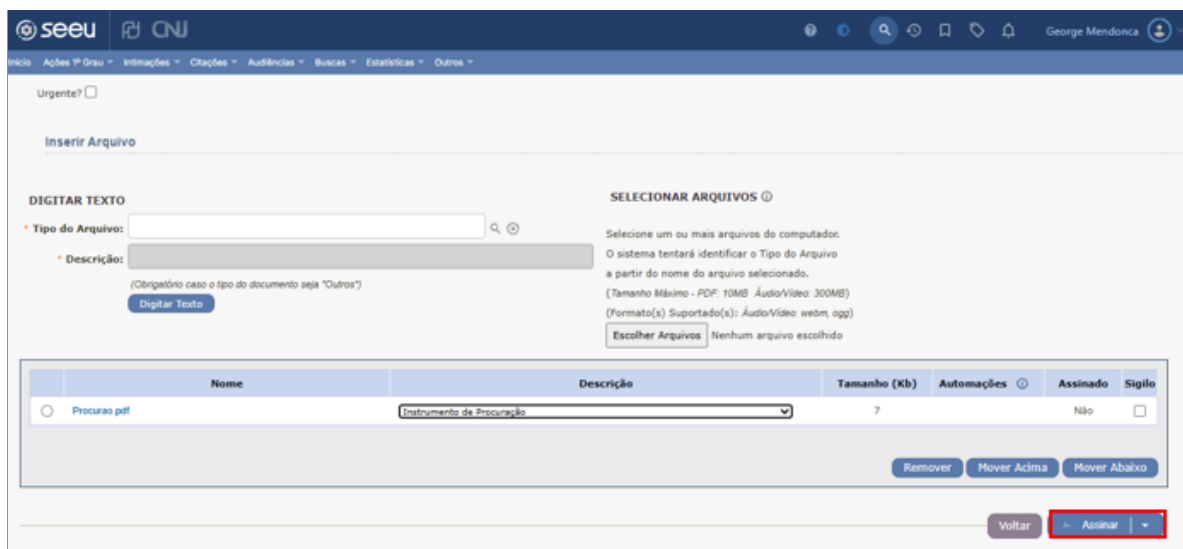 seeu CNJ George Mendonca
Início Ações 1º Grau Intimações Citações Audiências Buscas Estatísticas Outros
Urgente?
Inserir Arquivo
DIGITAR TEXTO
* Tipo do Arquivo:
* Descrição:
(Obrigatório caso o tipo do documento seja "Outros")
Digitar Texto
SELECIONAR ARQUIVOS
Selecione um ou mais arquivos do computador.
O sistema tentará identificar o Tipo do Arquivo
a partir do nome do arquivo selecionado.
(Tamanho Máximo - PDF: 10MB Áudio/Vídeo: 300MB)
(Formato(s) Suportado(s): Áudio/Vídeo: webm, ogg)
Escolher Arquivos Nenhum arquivo escolhido
Nome Descrição Tamanho (Kb) Automações Assinado Sigilo
Procurao.pdf Instrumento de Procuração 7 Não
Remover Mover Acima Mover Abaixo
Voltar Assinar